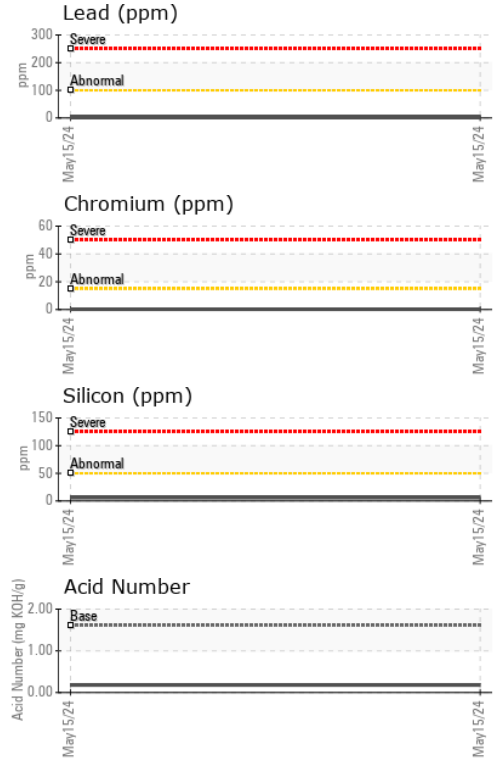 Lead (ppm)
300
Severe
200
ppm
Abnormal
100
0
May15/24
May15/24
Chromium (ppm)
60
Severe
40
ppm
Abnormal
20
0
May15/24
May15/24
Silicon (ppm)
150
Severe
100
ppm
Abnormal
50
0
May15/24
May15/24
Acid Number
2.00
Base
Acid Number (mg KOH/g)
1.00
0.00
May15/24
May15/24